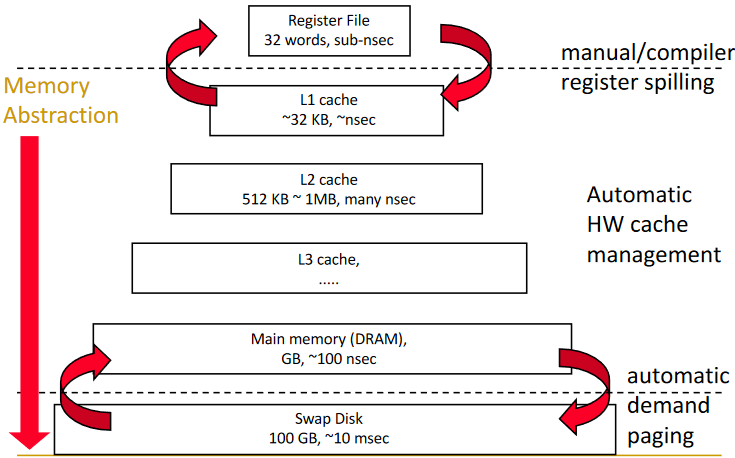 Register File
32 words, sub-nsec
manual/compiler
register spilling
Memory
Abstraction
L1 cache
~32 KB, ~nsec
L2 cache
512 KB ~ 1MB, many nsec
Automatic
HW cache
management
L3 cache,
.....
Main memory (DRAM),
GB, ~100 nsec
automatic
demand
paging
Swap Disk
100 GB, ~10 msec